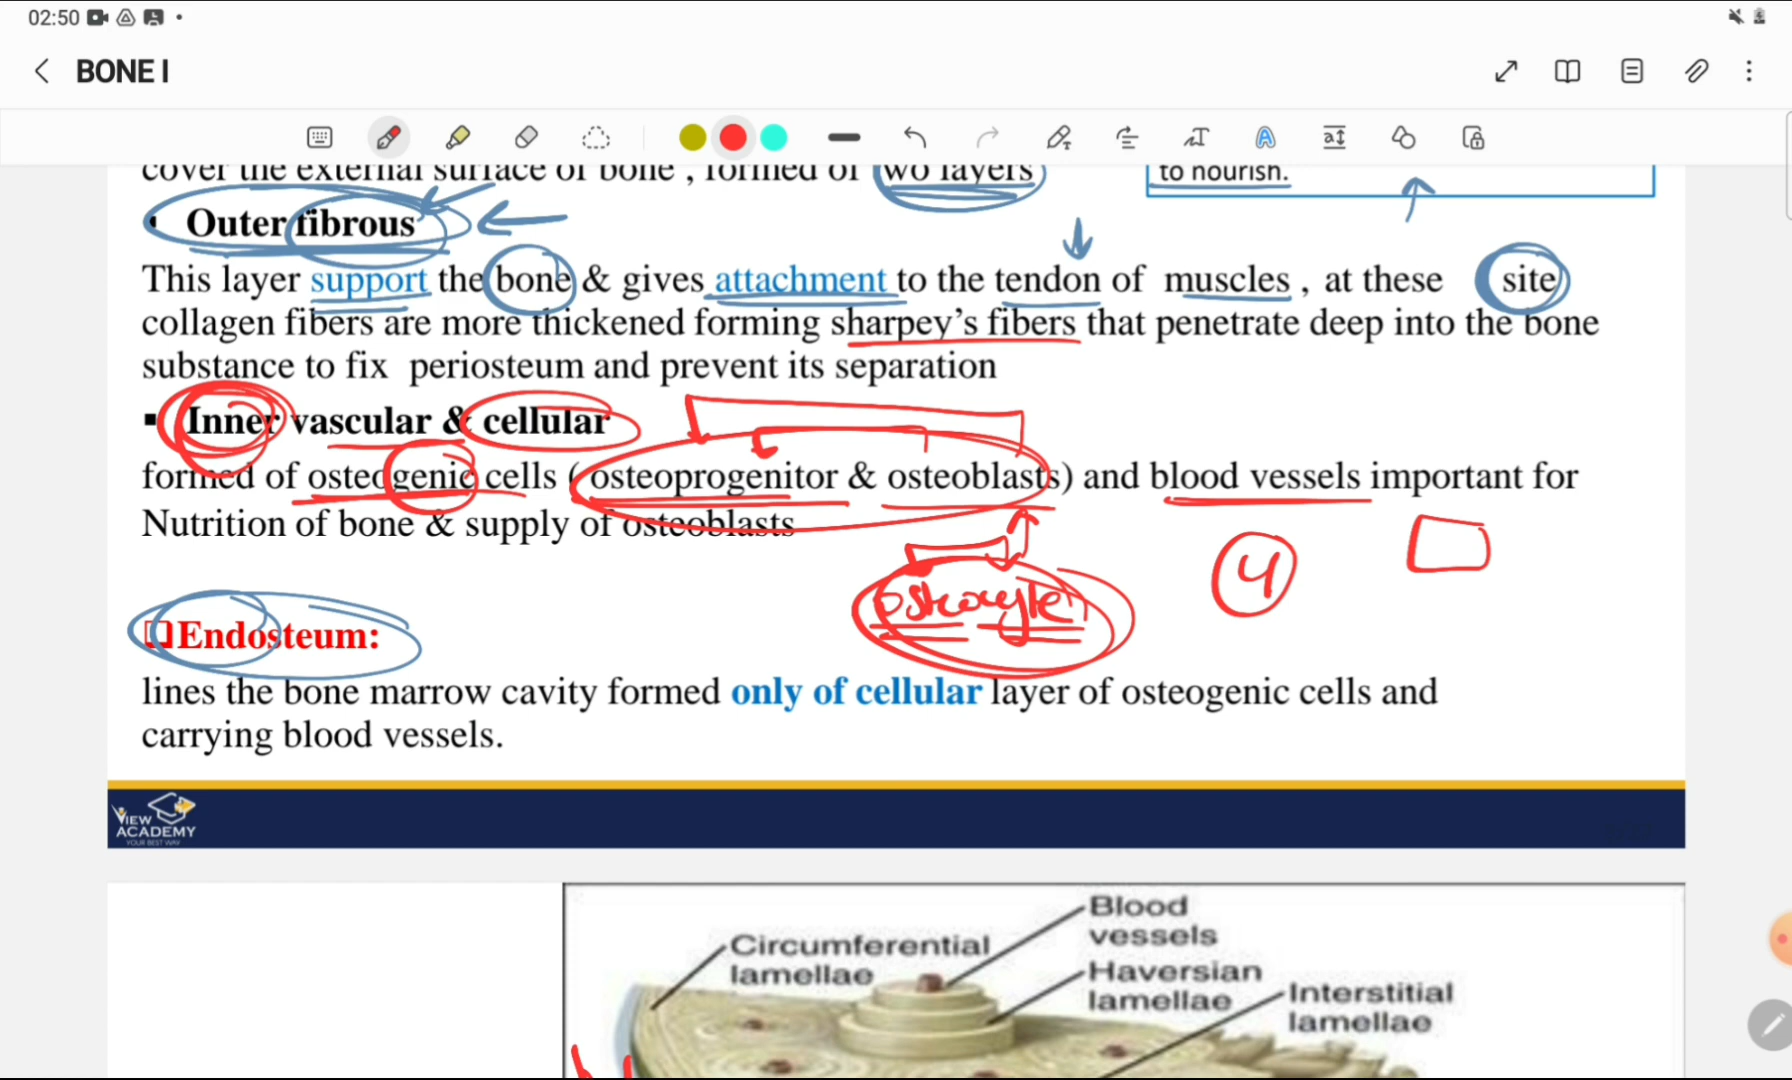 02:50
BONE I
cover the external surface of bone , formed of two layers
to nourish.
▪ Outer fibrous
This layer support the bone & gives attachment to the tendon of muscles , at these site
collagen fibers are more thickened forming sharpey's fibers that penetrate deep into the bone
substance to fix periosteum and prevent its separation
▪ Inner vascular & cellular
formed of osteogenic cells ( osteoprogenitor & osteoblasts) and blood vessels important for
Nutrition of bone & supply of osteoblasts
4
osteocyte
❑Endosteum:
lines the bone marrow cavity formed only of cellular layer of osteogenic cells and
carrying blood vessels.
VIEW
ACADEMY
YOUR BEST WAY
Blood
vessels
Circumferential
lamellae
Haversian
lamellae
Interstitial
lamellae